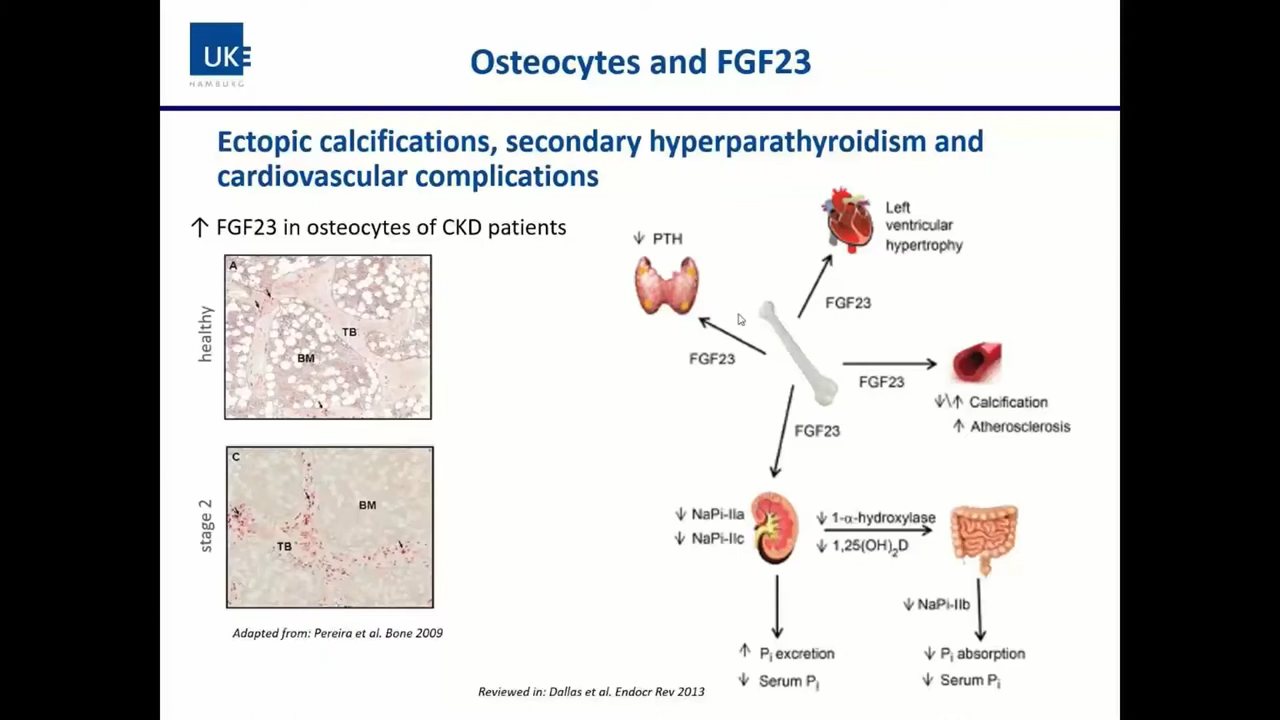 UKE
HAMBURG
Osteocytes and FGF23
Ectopic calcifications, secondary hyperparathyroidism and
cardiovascular complications
↑ FGF23 in osteocytes of CKD patients
healthy
A
TB
BM
stage 2
C
BM
TB
Adapted from: Pereira et al. Bone 2009
↓ PTH
Left
ventricular
hypertrophy
FGF23
FGF23
FGF23
↓\↑ Calcification
↑ Atherosclerosis
FGF23
↓ NaPi-IIa
↓ NaPi-IIc
↓ 1-α-hydroxylase
↓ 1,25(OH)₂D
↓ NaPi-IIb
↑ Pi excretion
↓ Serum Pi
↓ Pi absorption
↓ Serum Pi
Reviewed in: Dallas et al. Endocr Rev 2013